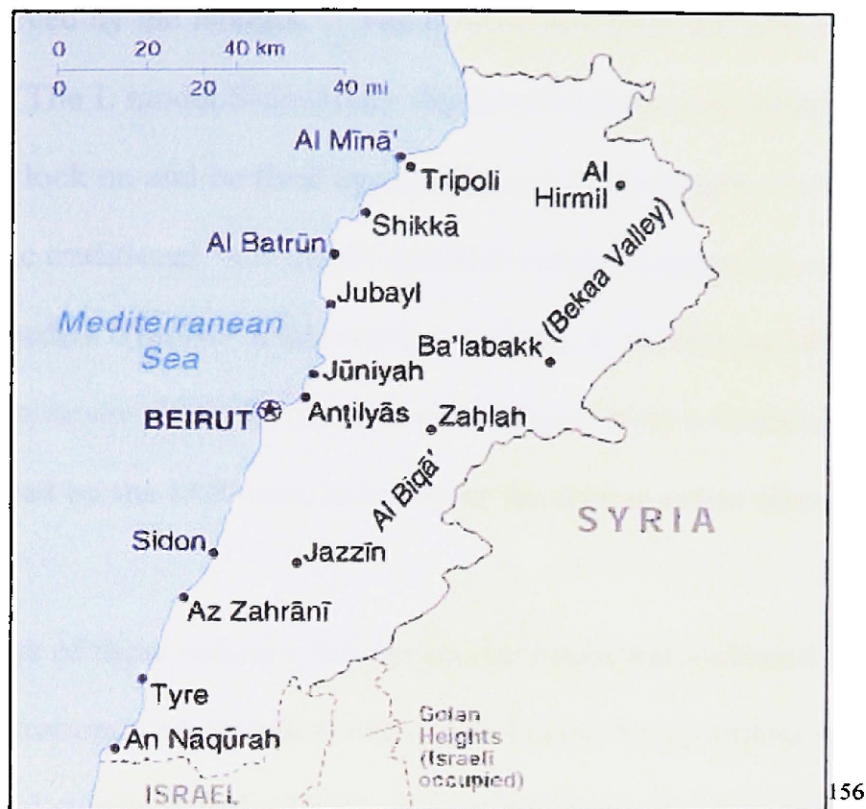 0 20 40 km
0 20 40 mi
Al Mīnā'
Tripoli
Al
Hirmil
Shikkā
Al Batrūn
(Bekaa Valley)
Jubayl
Mediterranean
Sea
Ba'labakk
Jūniyah
BEIRUT
Anţilyās
Zaḩlah
Al Biqā'
SYRIA
Sidon
Jazzīn
Az Zahrānī
Tyre
Golan
Heights
(Israeli
occupied)
An Nāqūrah
ISRAEL
156